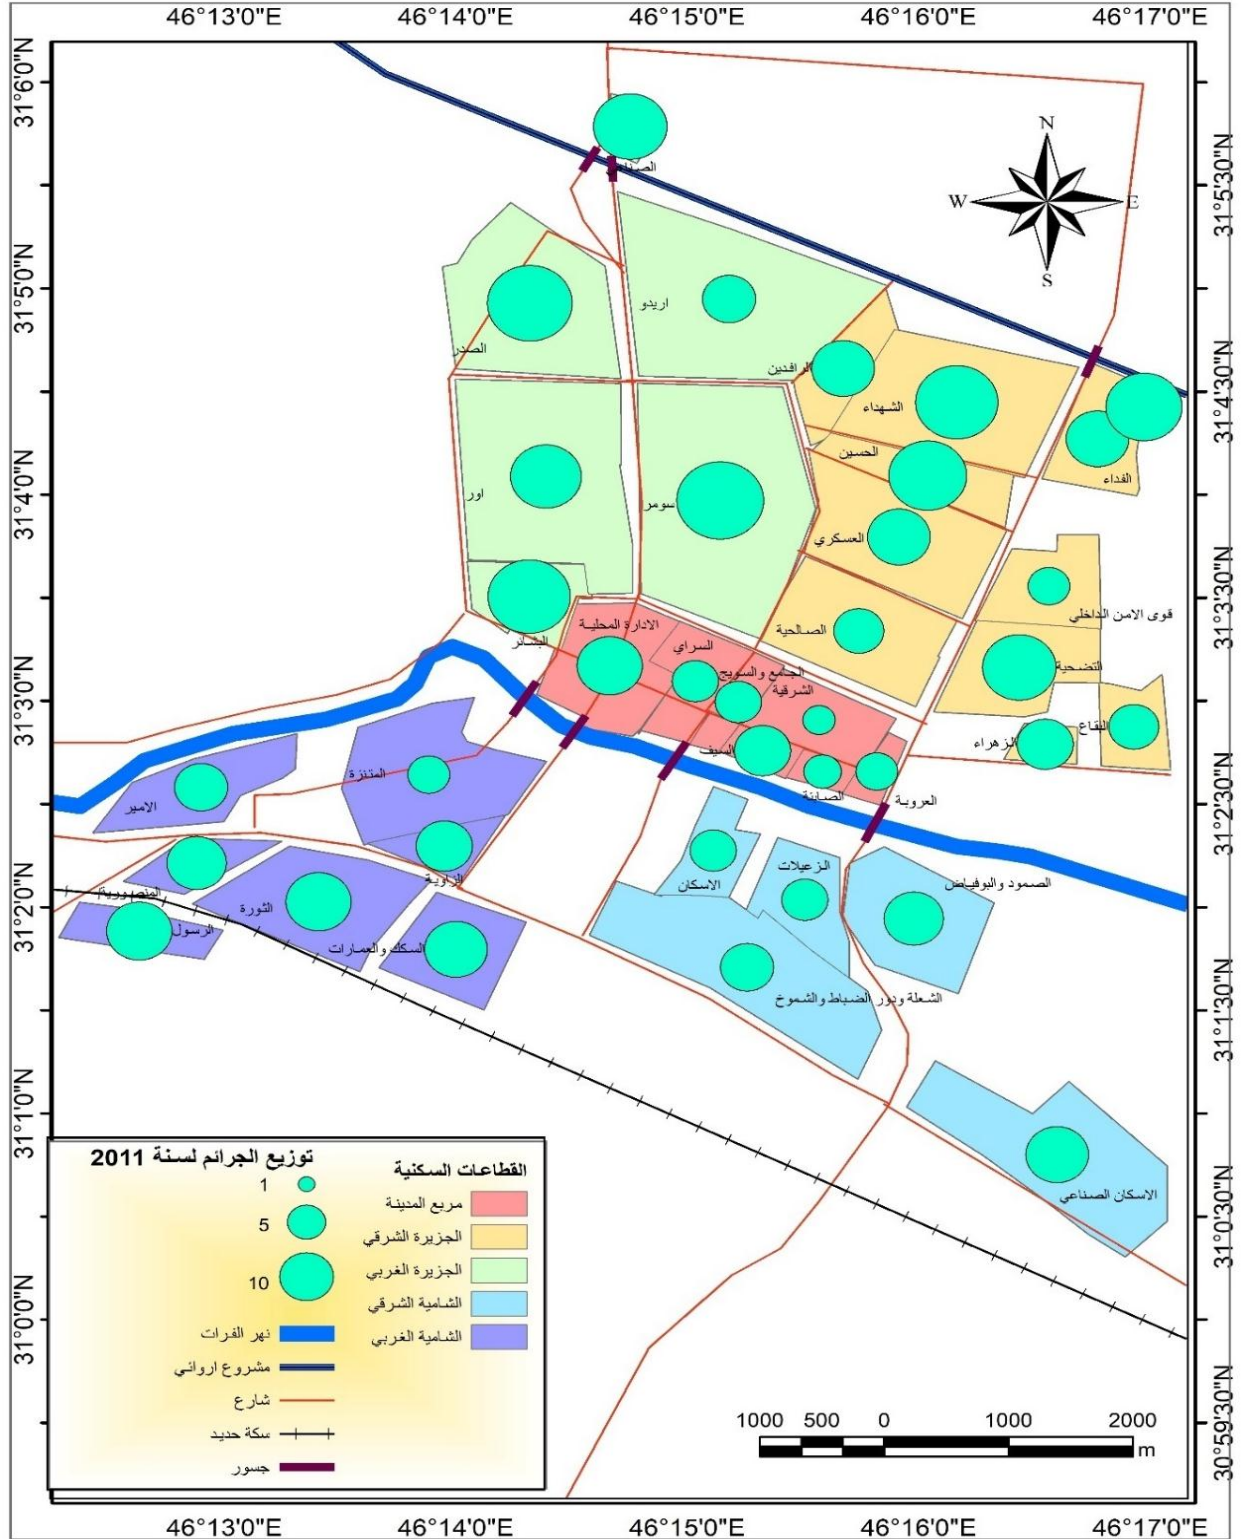 46°13'0"E 46°14'0"E 46°15'0"E 46°16'0"E 46°17'0"E
31°6'0"N
31°5'0"N
31°4'0"N
31°3'0"N
31°2'0"N
31°1'0"N
31°0'0"N
31°5'30"N
31°4'30"N
31°3'30"N
31°2'30"N
31°1'30"N
31°0'30"N
30°59'30"N
N
W E
S
اريدو
الصدر
الرافدين
الشهداء
الحسين
الفداء
اور
سومر
العسكري
قوى الامن الداخلي
الادارة المحلية
الصالحية
البشائر
السراي
التضحية
الجامع والسويج
الشرقية
البقاع
الزهراء
السيف
المتنزة
الصابئة
العروبة
الامير
الزعيلات
الاسكان
الصمود والبوفياض
الزاوية
المنصورية
الثورة
الرسول
السكك والعمارات
الشعلة ودور الضباط والشموخ
الاسكان الصناعي
توزيع الجرائم لسنة 2011
1
5
10
نهر الفرات
مشروع اروائي
شارع
سكة حديد
جسور
القطاعات السكنية
مربع المدينة
الجزيرة الشرقي
الجزيرة الغربي
الشامية الشرقي
الشامية الغربي
1000 500 0 1000 2000
m
46°13'0"E 46°14'0"E 46°15'0"E 46°16'0"E 46°17'0"E